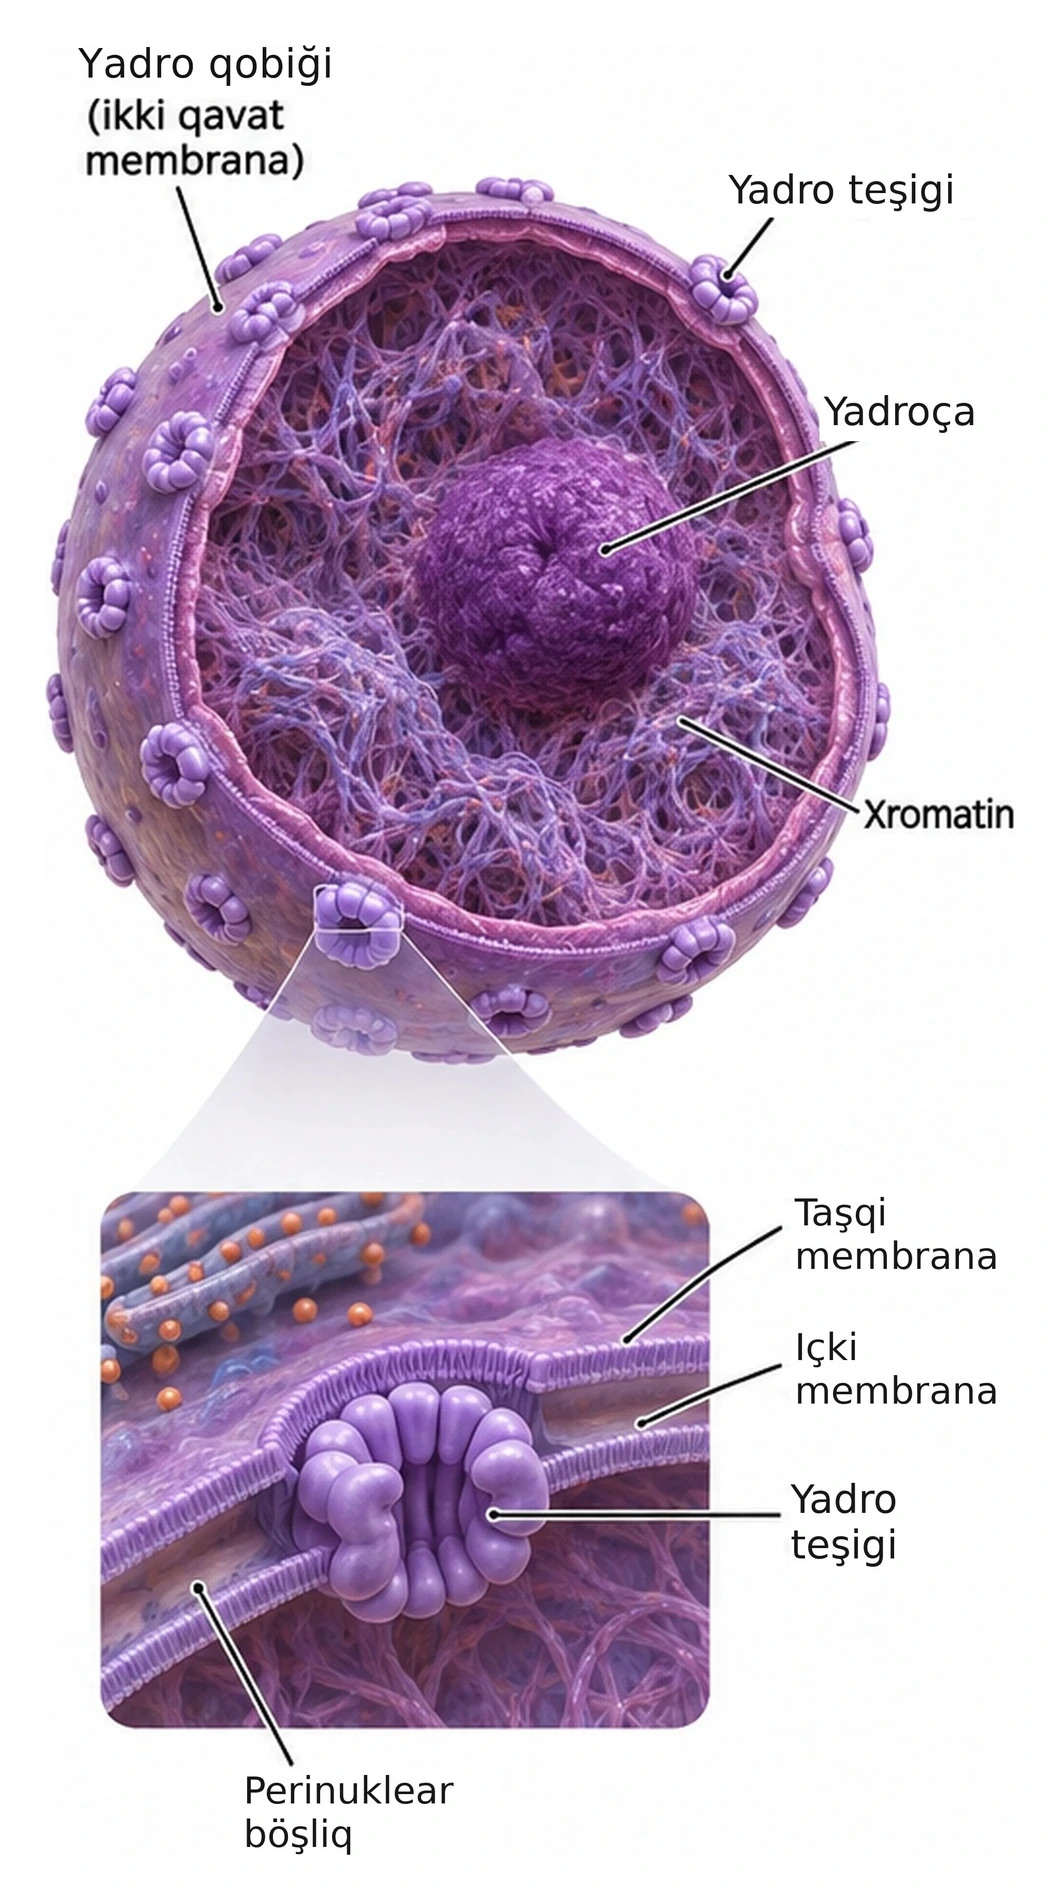 Yadro qobiği
(ikki qavat
membrana)
Yadro teşigi
Yadroça
Xromatin
Taşqi
membrana
Içki
membrana
Yadro
teşigi
Perinuklear
böşliq